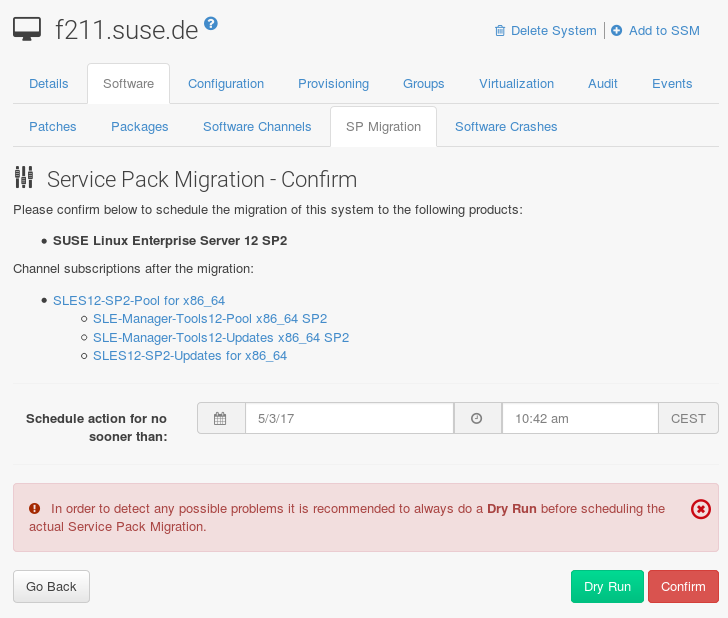 f211.suse.de ?
Delete System | Add to SSM
Details Software Configuration Provisioning Groups Virtualization Audit Events
Patches Packages Software Channels SP Migration Software Crashes
Service Pack Migration - Confirm
Please confirm below to schedule the migration of this system to the following products:
SUSE Linux Enterprise Server 12 SP2
Channel subscriptions after the migration:
SLES12-SP2-Pool for x86_64
SLE-Manager-Tools12-Pool x86_64 SP2
SLE-Manager-Tools12-Updates x86_64 SP2
SLES12-SP2-Updates for x86_64
Schedule action for no
sooner than:
5/3/17 10:42 am CEST
In order to detect any possible problems it is recommended to always do a Dry Run before scheduling the
actual Service Pack Migration.
Go Back Dry Run Confirm